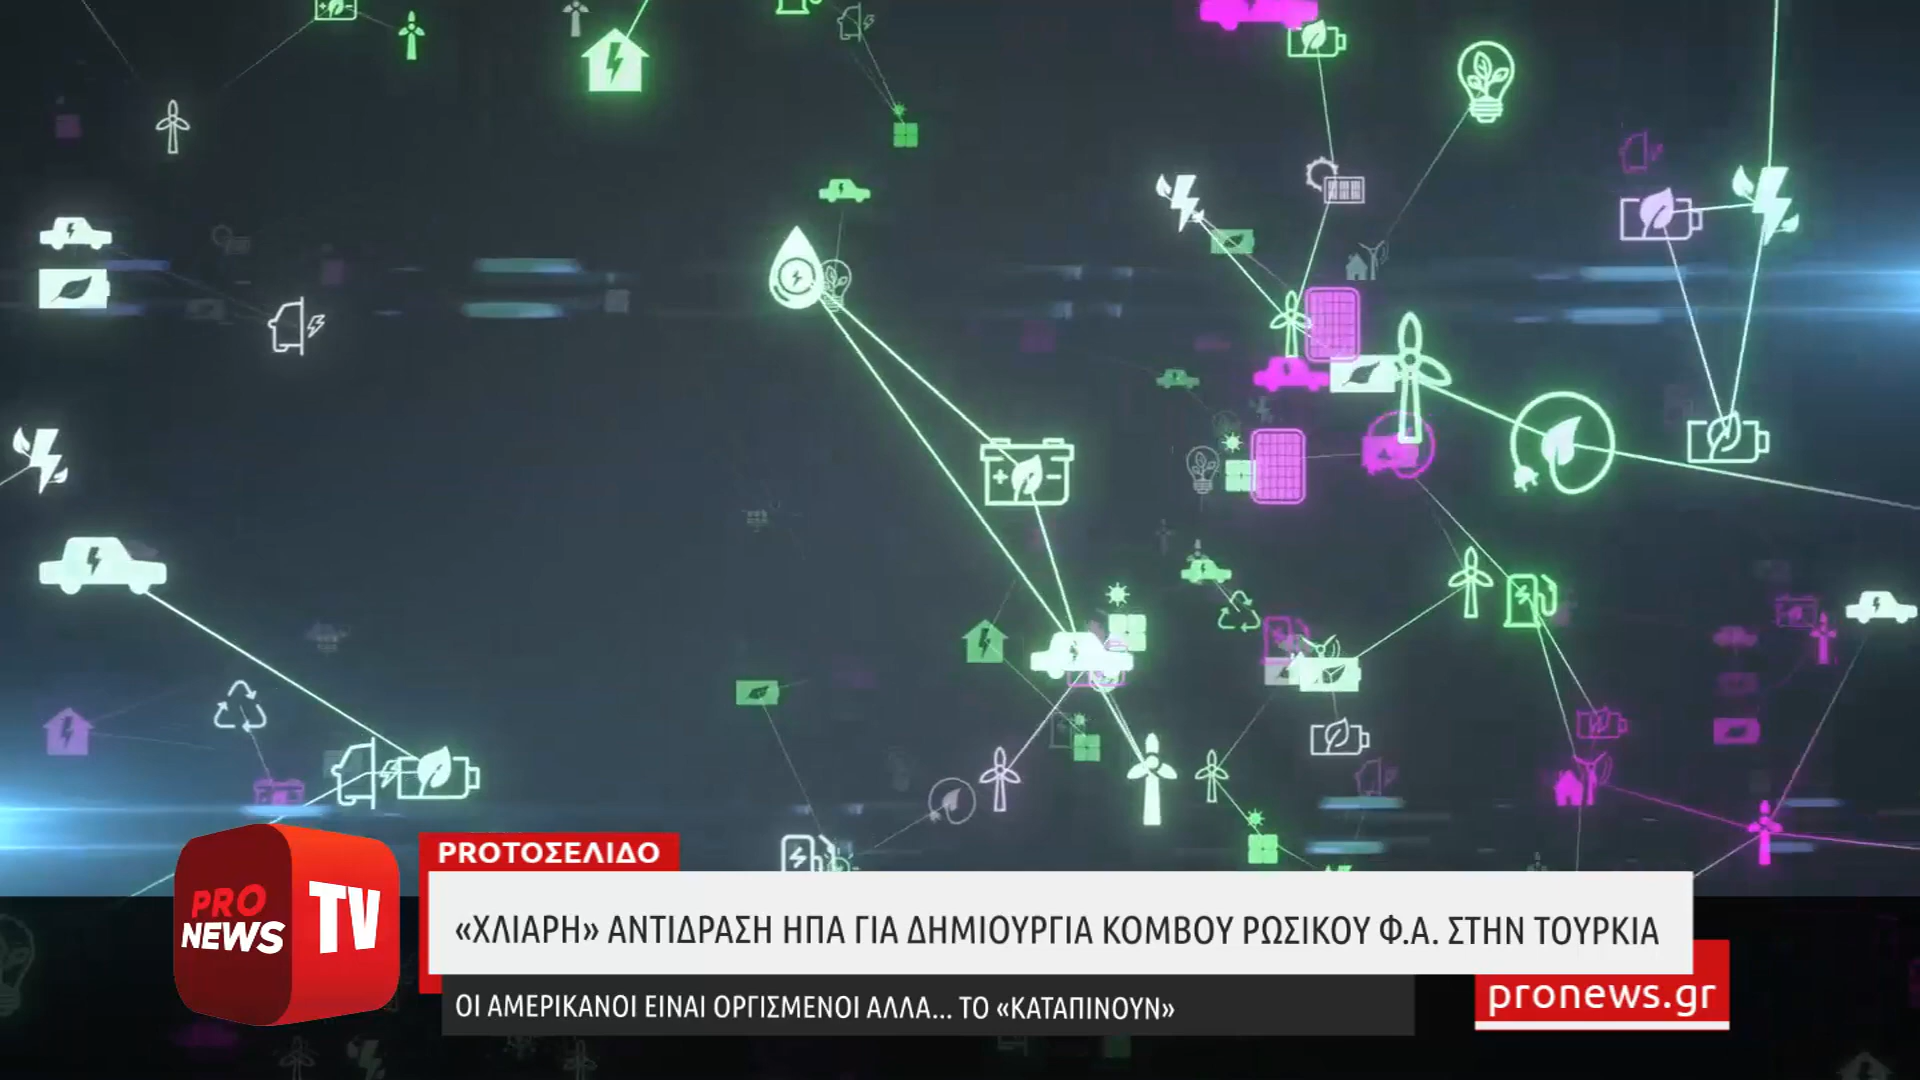 PROΤΟΣΕΛΙΔΟ
PRO
NEWS
TV
«ΧΛΙΑΡΗ» ΑΝΤΙΔΡΑΣΗ ΗΠΑ ΓΙΑ ΔΗΜΙΟΥΡΓΙΑ ΚΟΜΒΟΥ ΡΩΣΙΚΟΥ Φ.Α. ΣΤΗΝ ΤΟΥΡΚΙΑ
ΟΙ ΑΜΕΡΙΚΑΝΟΙ ΕΙΝΑΙ ΟΡΓΙΣΜΕΝΟΙ ΑΛΛΑ... ΤΟ «ΚΑΤΑΠΙΝΟΥΝ»
pronews.gr